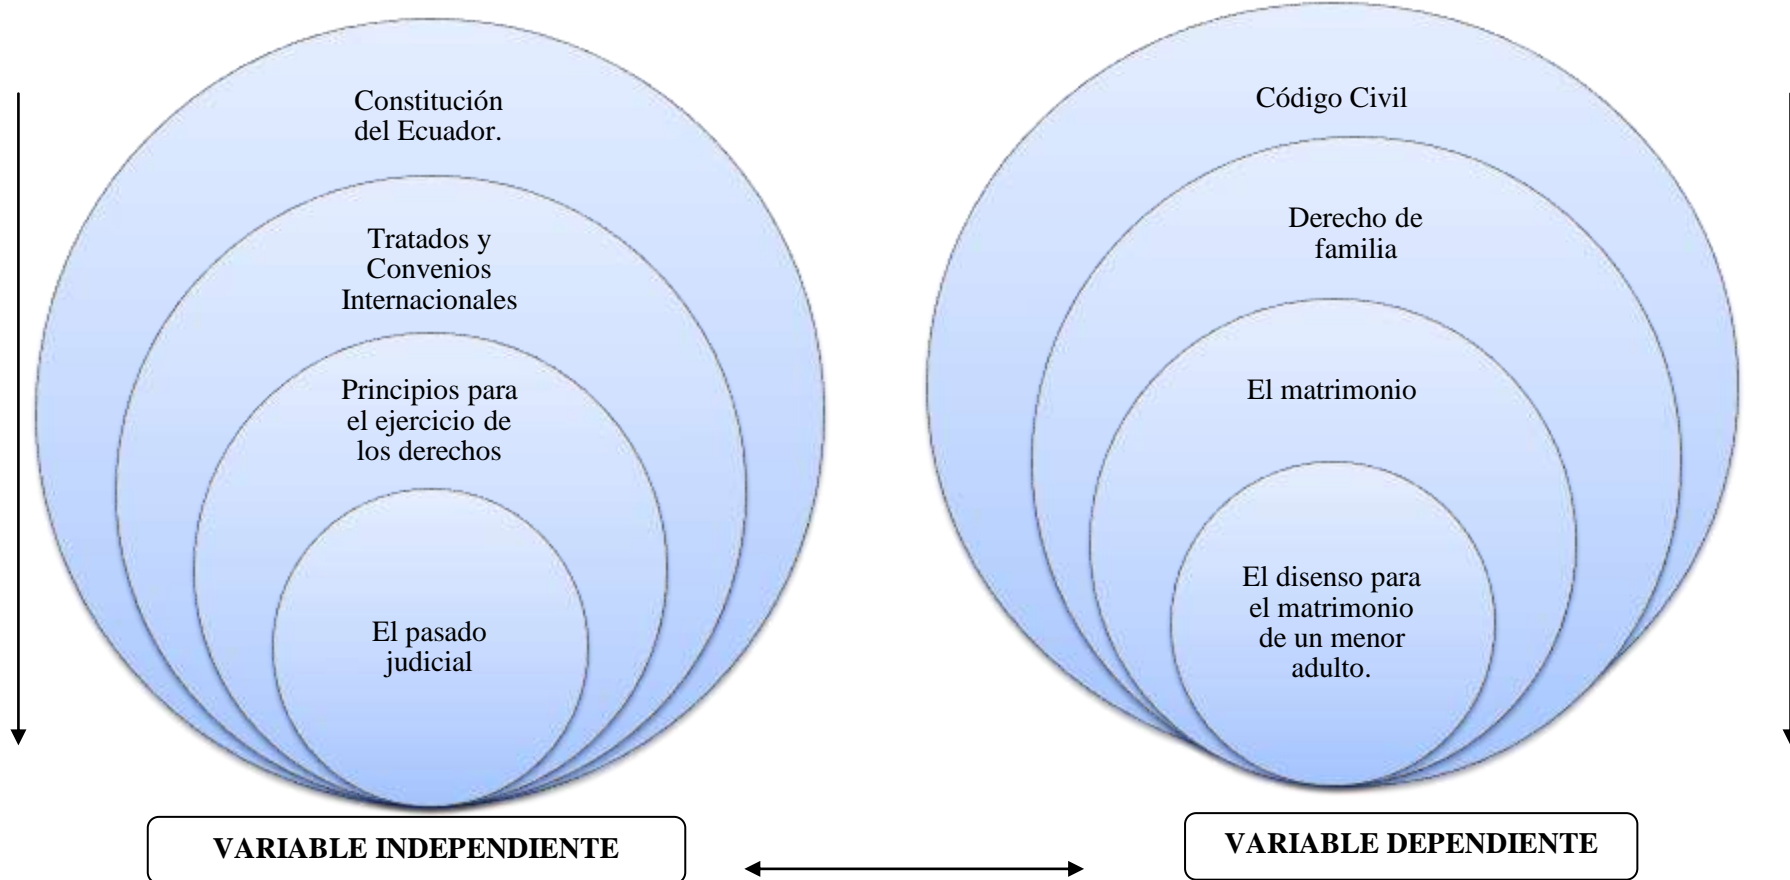 Constitución
del Ecuador.
Tratados y
Convenios
Internacionales
Principios para
el ejercicio de
los derechos
El pasado
judicial
VARIABLE INDEPENDIENTE
Código Civil
Derecho de
familia
El matrimonio
El disenso para
el matrimonio
de un menor
adulto.
VARIABLE DEPENDIENTE